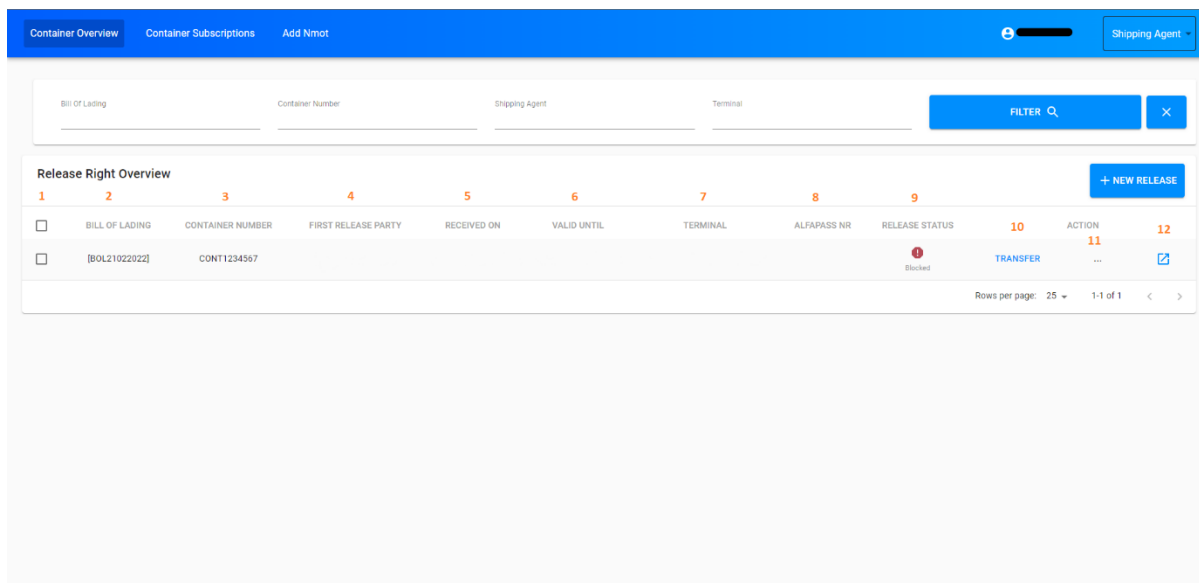 Container Overview Container Subscriptions Add Nmot Shipping Agent
Bill Of Lading Container Number Shipping Agent Terminal FILTER
Release Right Overview + NEW RELEASE
1 2 3 4 5 6 7 8 9
BILL OF LADING CONTAINER NUMBER FIRST RELEASE PARTY RECEIVED ON VALID UNTIL TERMINAL ALFAPASS NR RELEASE STATUS 10 ACTION 12
11
[BOL21022022] CONT1234567 Blocked TRANSFER ...
Rows per page: 25 1-1 of 1